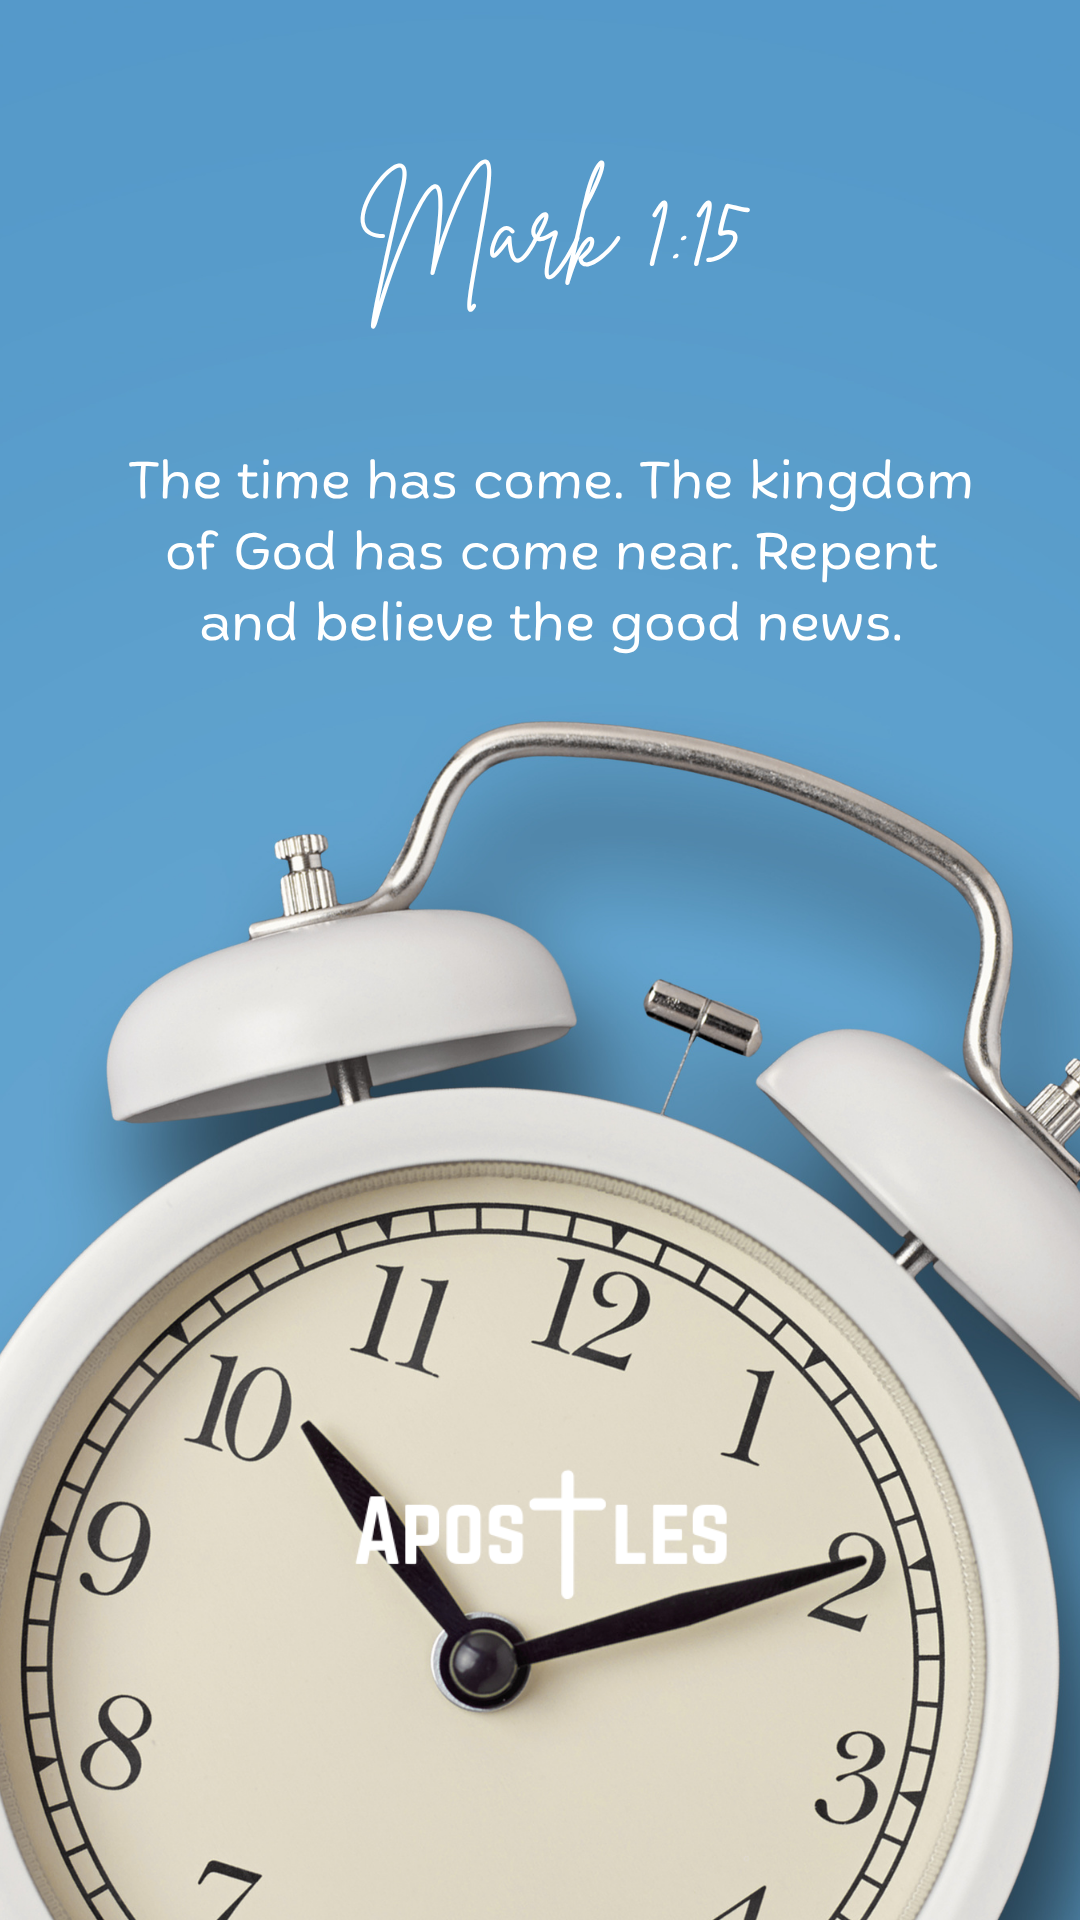 Mark 1:15
The time has come. The kingdom
of God has come near. Repent
and believe the good news.
11
12
10
1
APOSTLES
9
2
8
3
7
4